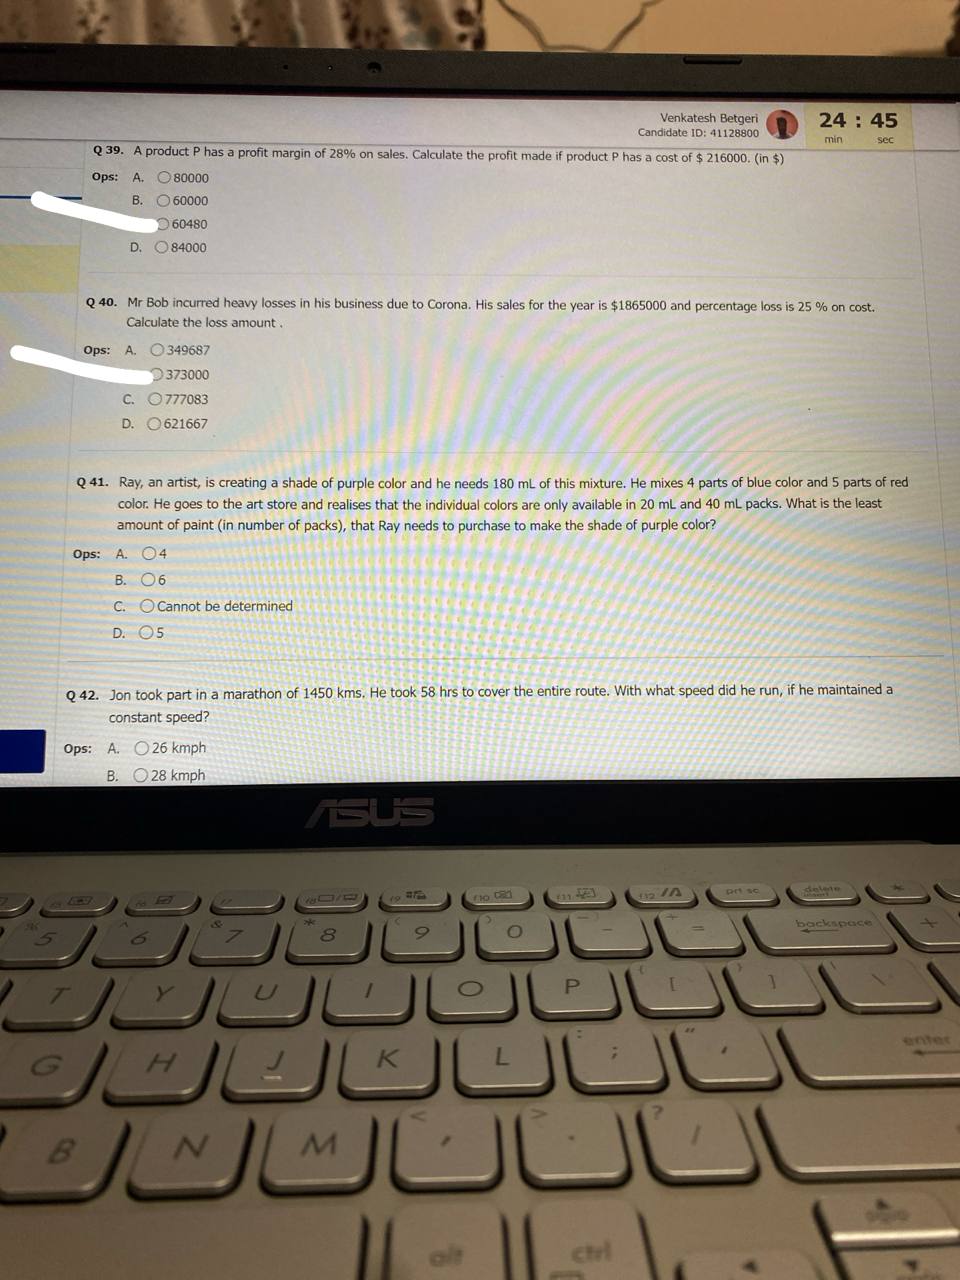 Venkatesh Betgeri
Candidate ID: 41128800
24 : 45
min sec
Q 39. A product P has a profit margin of 28% on sales. Calculate the profit made if product P has a cost of $ 216000. (in $)
Ops: A. 80000
B. 60000
60480
D. 84000
Q 40. Mr Bob incurred heavy losses in his business due to Corona. His sales for the year is $1865000 and percentage loss is 25 % on cost.
Calculate the loss amount .
Ops: A. 349687
373000
C. 777083
D. 621667
Q 41. Ray, an artist, is creating a shade of purple color and he needs 180 mL of this mixture. He mixes 4 parts of blue color and 5 parts of red
color. He goes to the art store and realises that the individual colors are only available in 20 mL and 40 mL packs. What is the least
amount of paint (in number of packs), that Ray needs to purchase to make the shade of purple color?
Ops: A. 4
B. 6
C. Cannot be determined
D. 5
Q 42. Jon took part in a marathon of 1450 kms. He took 58 hrs to cover the entire route. With what speed did he run, if he maintained a
constant speed?
Ops: A. 26 kmph
B. 28 kmph
ASUS
f5 f6 f7 f8 f9 f10 f11 f12 prt sc delete insert *
% 5 ^ 6 & 7 * 8 ( 9 ) 0 _ - + = backspace +
T Y U I O P { [ } ] \
G H J K L : ; " ' enter
B N M < , > . ? /
alt ctrl